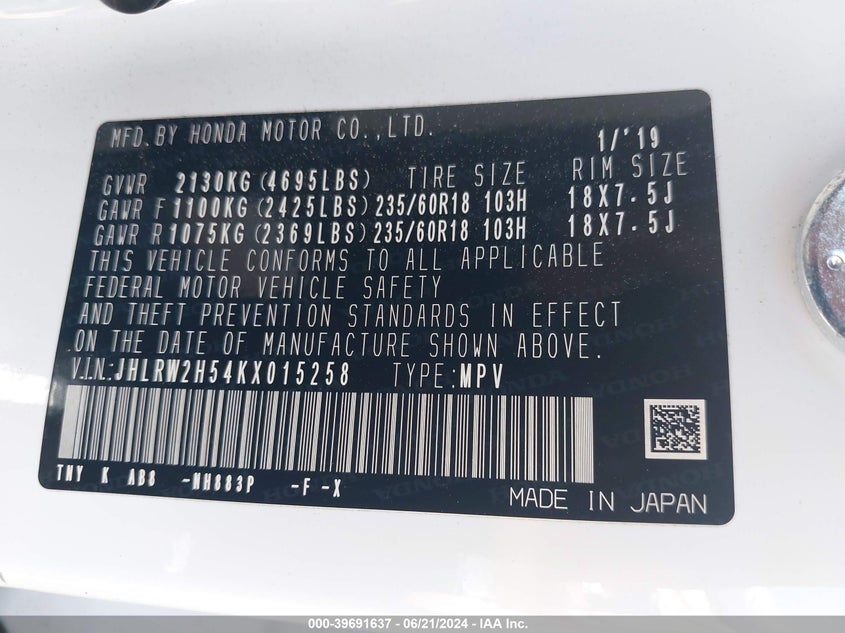 MFD.BY HONDA MOTOR CO.,LTD. 1/'19
GVWR 2130KG(4695LBS) TIRE SIZE RIM SIZE
GAWR F1100KG(2425LBS)235/60R18 103H 18X7.5J
GAWR R1075KG(2369LBS)235/60R18 103H 18X7.5J
THIS VEHICLE CONFORMS TO ALL APPLICABLE
FEDERAL MOTOR VEHICLE SAFETY
AND THEFT PREVENTION STANDARDS IN EFFECT
ON THE DATE OF MANUFACTURE SHOWN ABOVE.
V.I.N.:JHLRW2H54KX015258 TYPE:MPV
TNY K AB8 -NH883P -F -X
MADE IN JAPAN
000-39691637 - 06/21/2024 - IAA Inc.